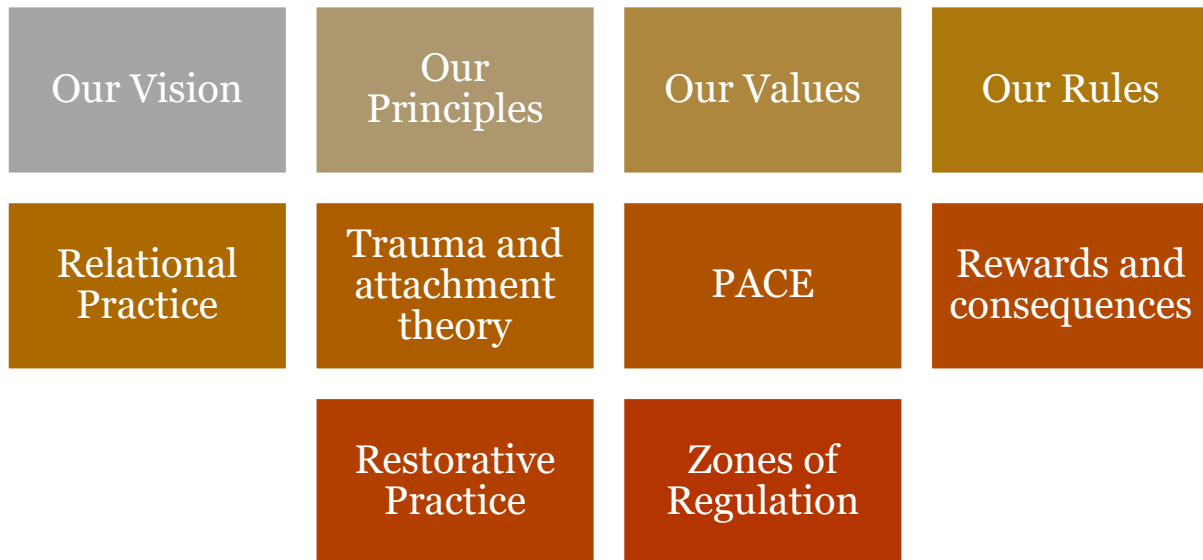 Our Vision
Our
Principles
Our Values
Our Rules
Relational
Practice
Trauma and
attachment
theory
PACE
Rewards and
consequences
Restorative
Practice
Zones of
Regulation